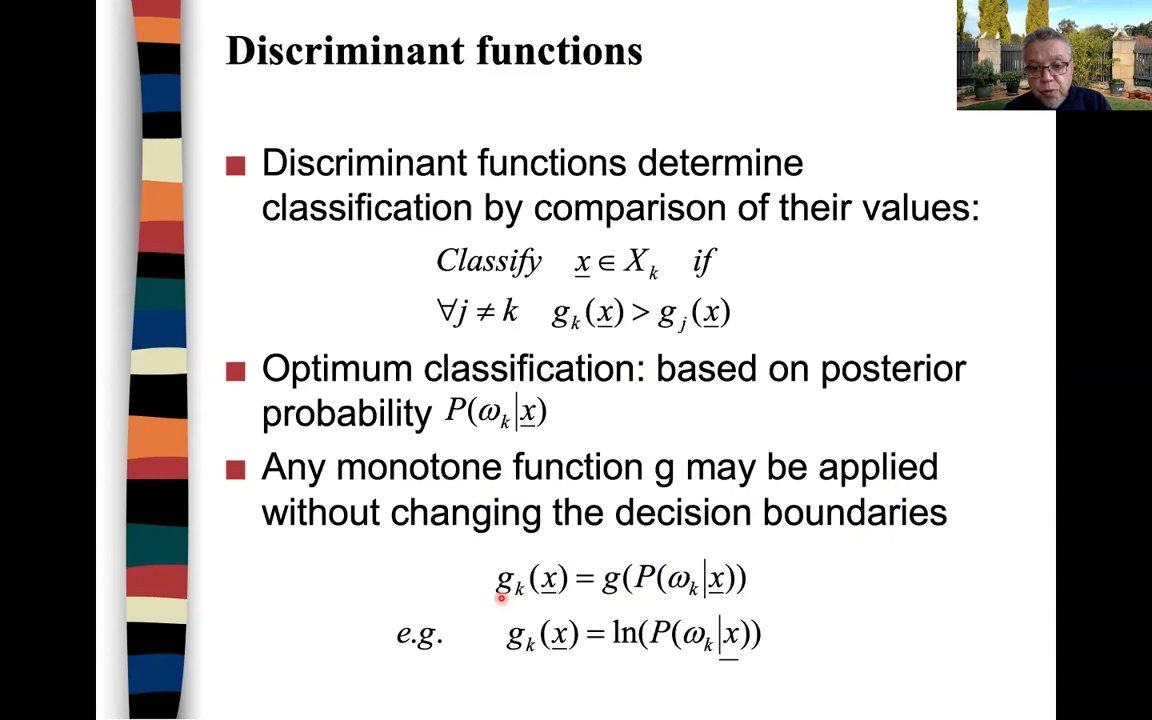 Discriminant functions
Discriminant functions determine
classification by comparison of their values:
Classify x ∈ X_k if
∀j ≠ k g_k(x) > g_j(x)
Optimum classification: based on posterior
probability P(ω_k|x)
Any monotone function g may be applied
without changing the decision boundaries
g_k(x) = g(P(ω_k|x))
e.g. g_k(x) = ln(P(ω_k|x))